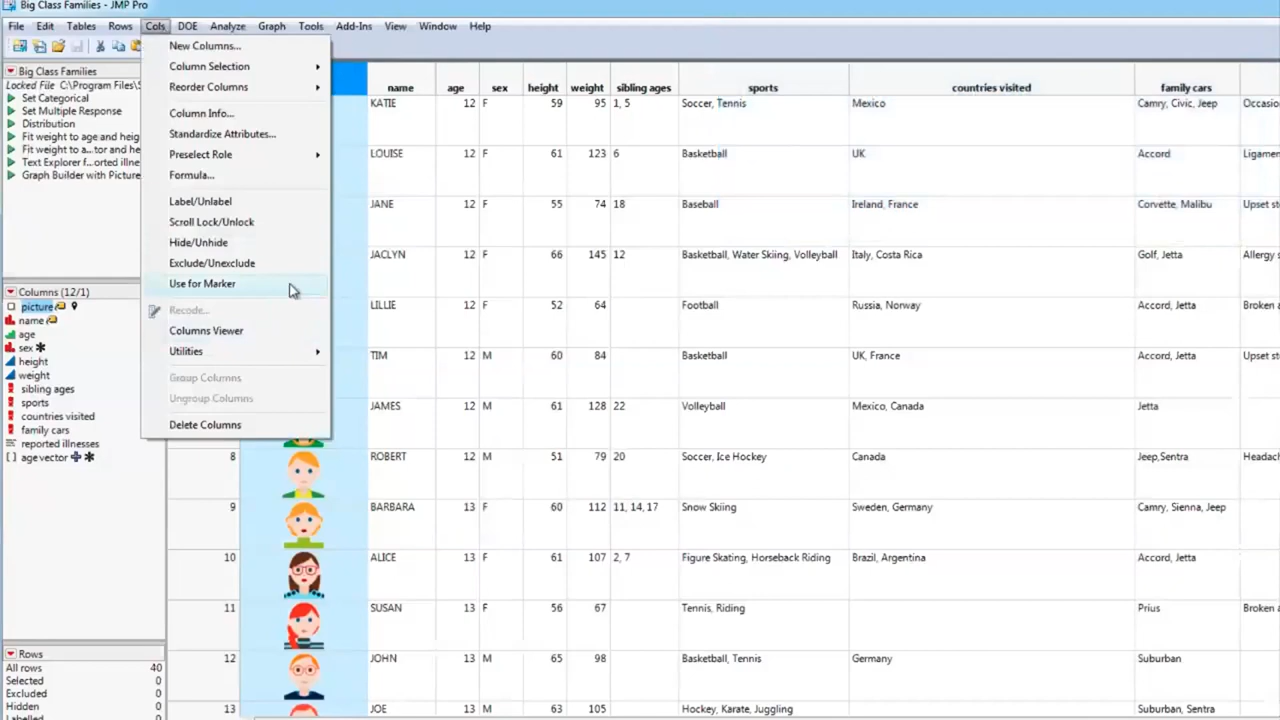 Big Class Families - JMP Pro
File Edit Tables Rows Cols DOE Analyze Graph Tools Add-Ins View Window Help
Big Class Families
Locked File C:\Program Files\S
Set Categorical
Set Multiple Response
Distribution
Fit weight to age and heig
Fit weight to a...tor and h
Text Explorer f...orted illne
Graph Builder with Picture
New Columns...
Column Selection
Reorder Columns
Column Info...
Standardize Attributes...
Preselect Role
Formula...
Label/Unlabel
Scroll Lock/Unlock
Hide/Unhide
Exclude/Unexclude
Use for Marker
Recode...
Columns Viewer
Utilities
Group Columns
Ungroup Columns
Delete Columns
Columns (12/1)
picture
name
age
sex
height
weight
sibling ages
sports
countries visited
family cars
reported illnesses
age vector
Rows
All rows 40
Selected 0
Excluded 0
Hidden 0
Labelled
name age sex height weight sibling ages sports countries visited family cars
KATIE 12 F 59 95 1, 5 Soccer, Tennis Mexico Camry, Civic, Jeep Occasio
LOUISE 12 F 61 123 6 Basketball UK Accord Ligamen
JANE 12 F 55 74 18 Baseball Ireland, France Corvette, Malibu Upset st
JACLYN 12 F 66 145 12 Basketball, Water Skiing, Volleyball Italy, Costa Rica Golf, Jetta Allergy s
LILLIE 12 F 52 64 Football Russia, Norway Accord, Jetta Broken a
TIM 12 M 60 84 Basketball UK, France Accord, Jetta Upset st
JAMES 12 M 61 128 22 Volleyball Mexico, Canada Jetta
8 ROBERT 12 M 51 79 20 Soccer, Ice Hockey Canada Jeep,Sentra Headach
9 BARBARA 13 F 60 112 11, 14, 17 Snow Skiing Sweden, Germany Camry, Sienna, Jeep
10 ALICE 13 F 61 107 2, 7 Figure Skating, Horseback Riding Brazil, Argentina Accord, Jetta
11 SUSAN 13 F 56 67 Tennis, Riding Prius Broken a
12 JOHN 13 M 65 98 Basketball, Tennis Germany Suburban
13 JOE 13 M 63 105 Hockey, Karate, Juggling Suburban, Sentra